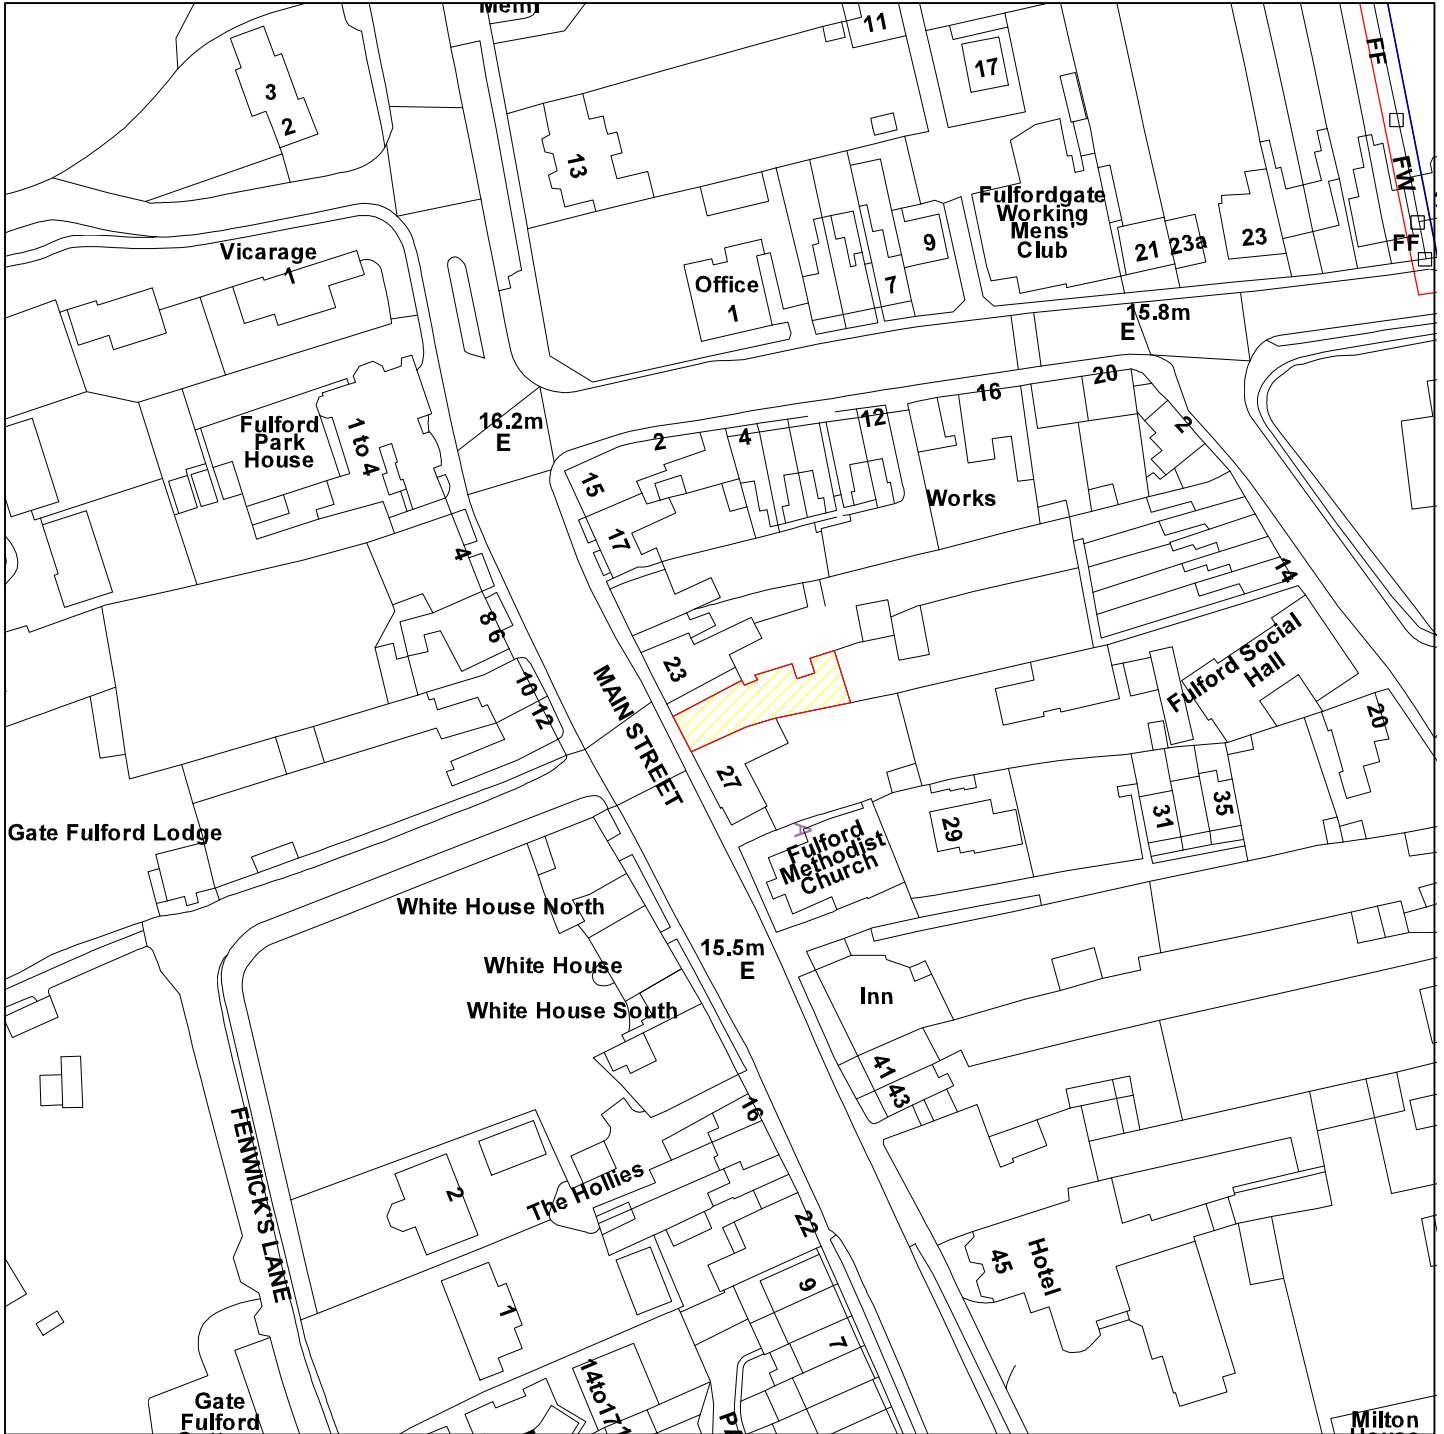 11
17
FF
3
2
13
FW
Fulfordgate
Working
Mens'
Club
9
21
23a
23
FF
Vicarage
1
Office
1
7
15.8m
E
20
16
12
4
2
2
16.2m
E
Fulford
Park
House
1 to 4
15
17
Works
4
8
6
14
Fulford Social
Hall
23
10
12
MAIN STREET
20
27
31
35
29
Gate Fulford Lodge
Fulford
Methodist
Church
White House North
15.5m
E
White House
Inn
White House South
41
43
16
FENWICK'S LANE
2
The Hollies
22
45
Hotel
9
1
7
14to17
Gate
Fulford
Milton